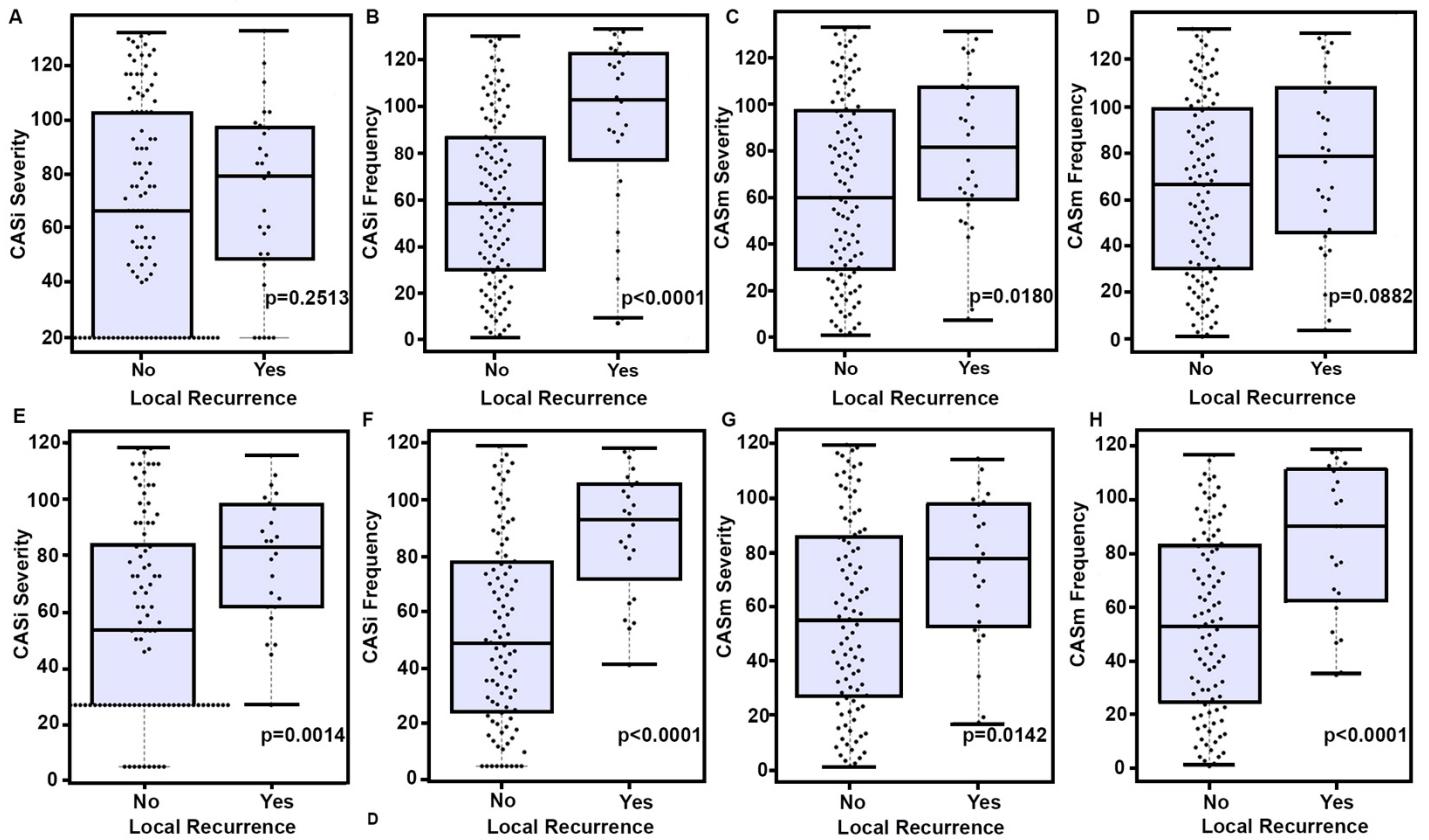 A
CASi Severity
120
100
80
60
40
20
p=0.2513
No Yes
Local Recurrence
B
CASi Frequency
120
100
80
60
40
20
0
p<0.0001
No Yes
Local Recurrence
C
CASm Severity
120
100
80
60
40
20
0
p=0.0180
No Yes
Local Recurrence
D
CASm Frequency
120
100
80
60
40
20
0
p=0.0882
No Yes
Local Recurrence
E
CASi Severity
120
100
80
60
40
20
0
p=0.0014
No Yes
Local Recurrence
F
CASi Frequency
120
100
80
60
40
20
0
p<0.0001
No Yes
D Local Recurrence
G
CASm Severity
120
100
80
60
40
20
0
p=0.0142
No Yes
Local Recurrence
H
CASm Frequency
120
100
80
60
40
20
0
p<0.0001
No Yes
Local Recurrence